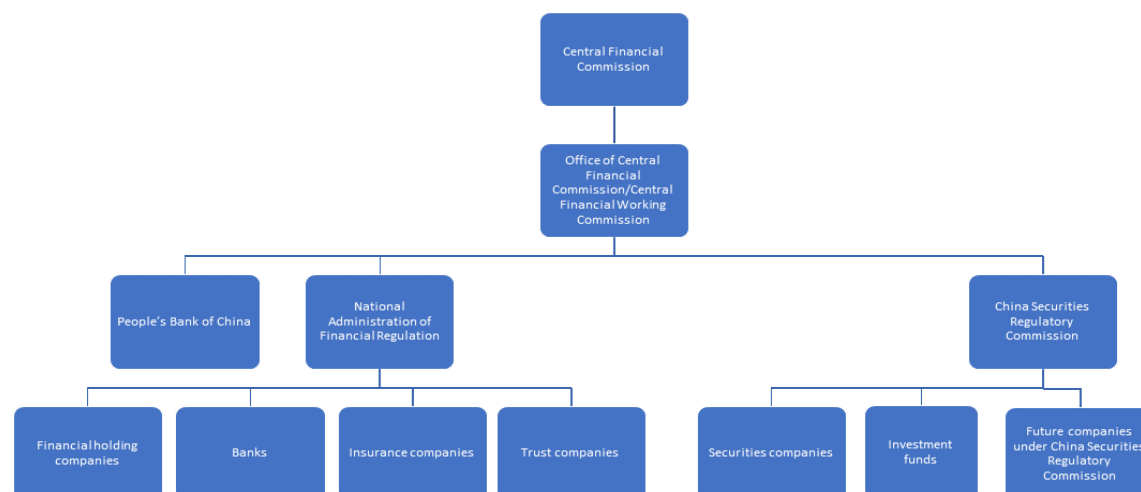 Central Financial
Commission
Office of Central
Financial
Commission/Central
Financial Working
Commission
People's Bank of China
National
Administration of
Financial Regulation
China Securities
Regulatory
Commission
Financial holding
companies
Banks
Insurance companies
Trust companies
Securities companies
Investment
funds
Future companies
under China Securities
Regulatory
Commission